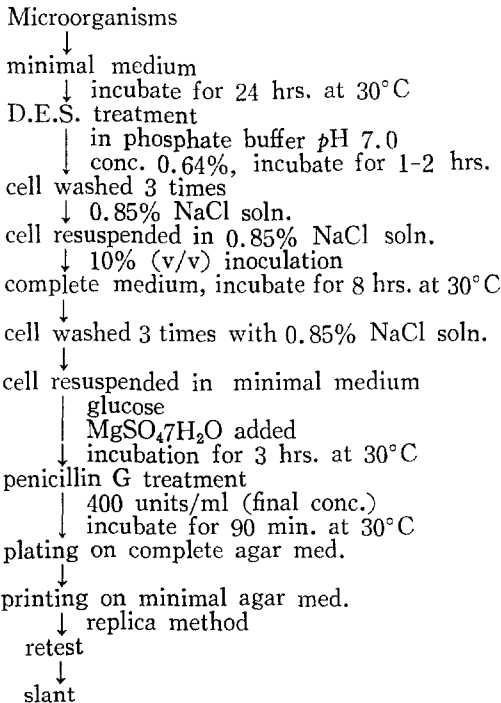 Microorganisms
↓
minimal medium
↓ incubate for 24 hrs. at 30°C
D.E.S. treatment
in phosphate buffer pH 7.0
↓ conc. 0.64%, incubate for 1-2 hrs.
cell washed 3 times
↓ 0.85% NaCl soln.
cell resuspended in 0.85% NaCl soln.
↓ 10% (v/v) inoculation
complete medium, incubate for 8 hrs. at 30°C
↓
cell washed 3 times with 0.85% NaCl soln.
↓
cell resuspended in minimal medium
glucose
MgSO₄7H₂O added
↓ incubation for 3 hrs. at 30°C
penicillin G treatment
400 units/ml (final conc.)
↓ incubate for 90 min. at 30°C
plating on complete agar med.
↓
printing on minimal agar med.
↓ replica method
retest
↓
slant